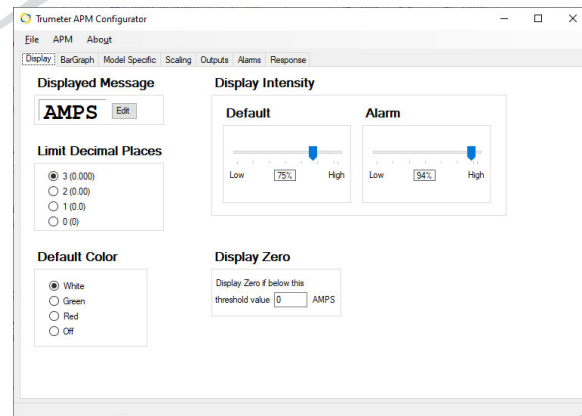 Trumeter APM Configurator
File APM About
Display BarGraph Model Specific Scaling Outputs Alarms Response
Displayed Message
AMPS Edit
Limit Decimal Places
3 (0.000)
2 (0.00)
1 (0.0)
0 (0)
Default Color
White
Green
Red
Off
Display Intensity
Default
Low 75% High
Alarm
Low 94% High
Display Zero
Display Zero if below this
threshold value 0 AMPS